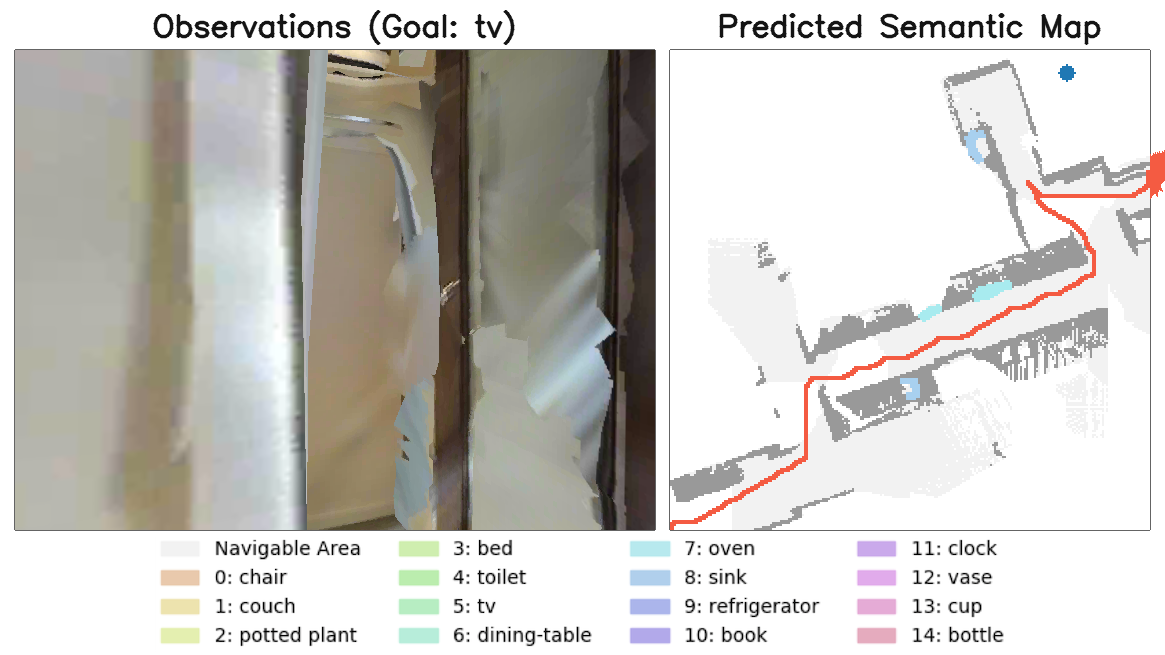 Observations (Goal: tv)
Predicted Semantic Map
Navigable Area
0: chair
1: couch
2: potted plant
3: bed
4: toilet
5: tv
6: dining-table
7: oven
8: sink
9: refrigerator
10: book
11: clock
12: vase
13: cup
14: bottle